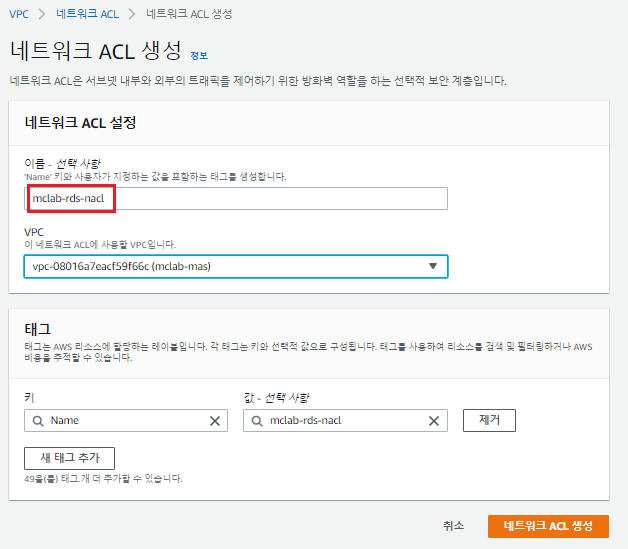 VPC > 네트워크 ACL > 네트워크 ACL 생성
네트워크 ACL 생성 정보
네트워크 ACL은 서브넷 내부와 외부의 트래픽을 제어하기 위한 방화벽 역할을 하는 선택적 보안 계층입니다.
네트워크 ACL 설정
이름 - 선택 사항
'Name' 키와 사용자가 지정하는 값을 포함하는 태그를 생성합니다.
mclab-rds-nacl
VPC
이 네트워크 ACL에 사용할 VPC입니다.
vpc-08016a7eacf59f66c (mclab-mas)
태그
태그는 AWS 리소스에 할당하는 레이블입니다. 각 태그는 키와 선택적 값으로 구성됩니다. 태그를 사용하여 리소스를 검색 및 필터링하거나 AWS
비용을 추적할 수 있습니다.
키 값 - 선택 사항
Name mclab-rds-nacl 제거
새 태그 추가
49을(를) 태그.개 더 추가할 수 있습니다.
취소 네트워크 ACL 생성